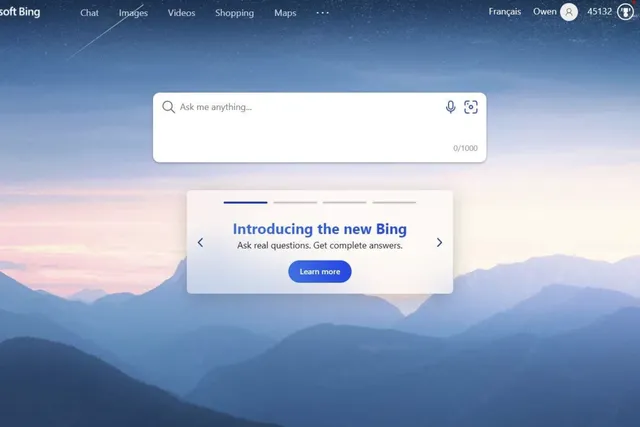 soft Bing Chat Images Videos Shopping Maps ··· Français Owen 45132
Ask me anything...
0/1000
Introducing the new Bing
Ask real questions. Get complete answers.
Learn more